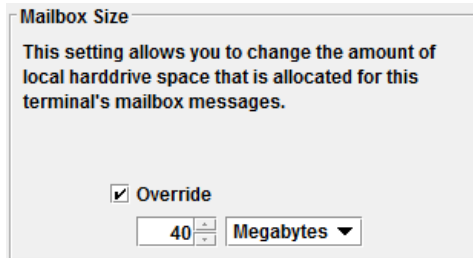 Mailbox Size
This setting allows you to change the amount of
local harddrive space that is allocated for this
terminal's mailbox messages.
Override
40 Megabytes